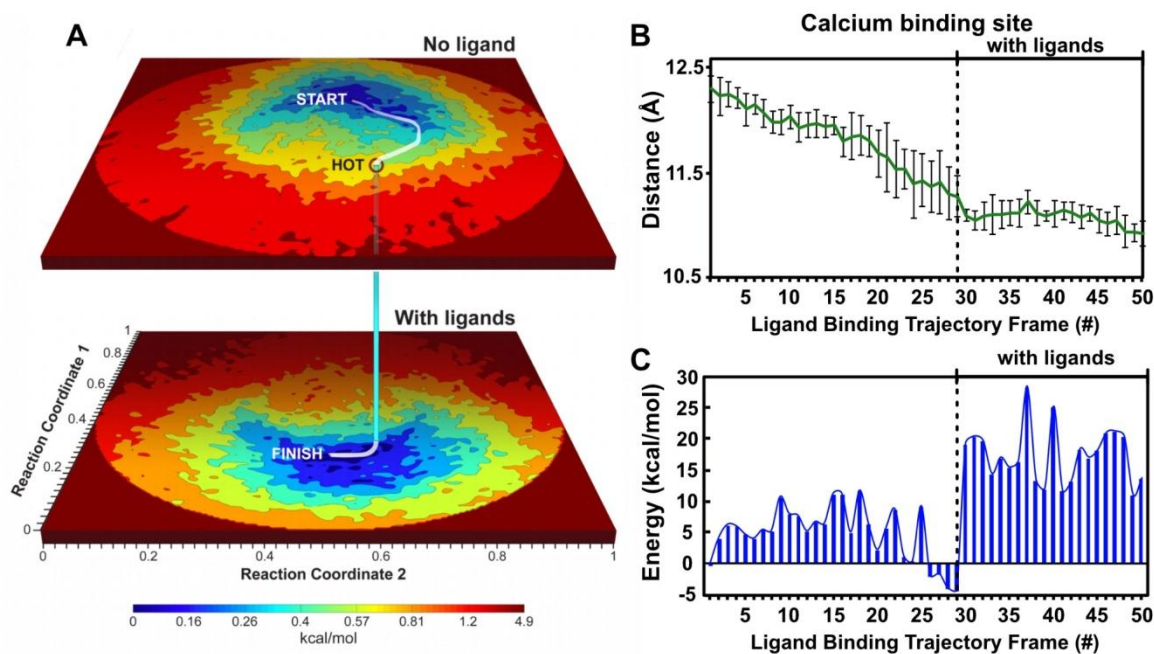 A
No ligand
START
HOT
With ligands
FINISH
Reaction Coordinate 1
1
0.8
0.6
0.4
0.2
0
0 0.2 0.4 0.6 0.8 1
Reaction Coordinate 2
0 0.16 0.26 0.4 0.57 0.81 1.2 4.9
kcal/mol
Calcium binding site
B
with ligands
Distance (Å)
12.5
11.5
10.5
5 10 15 20 25 30 35 40 45 50
Ligand Binding Trajectory Frame (#)
C
with ligands
Energy (kcal/mol)
30
25
20
15
10
5
0
-5
5 10 15 20 25 30 35 40 45 50
Ligand Binding Trajectory Frame (#)